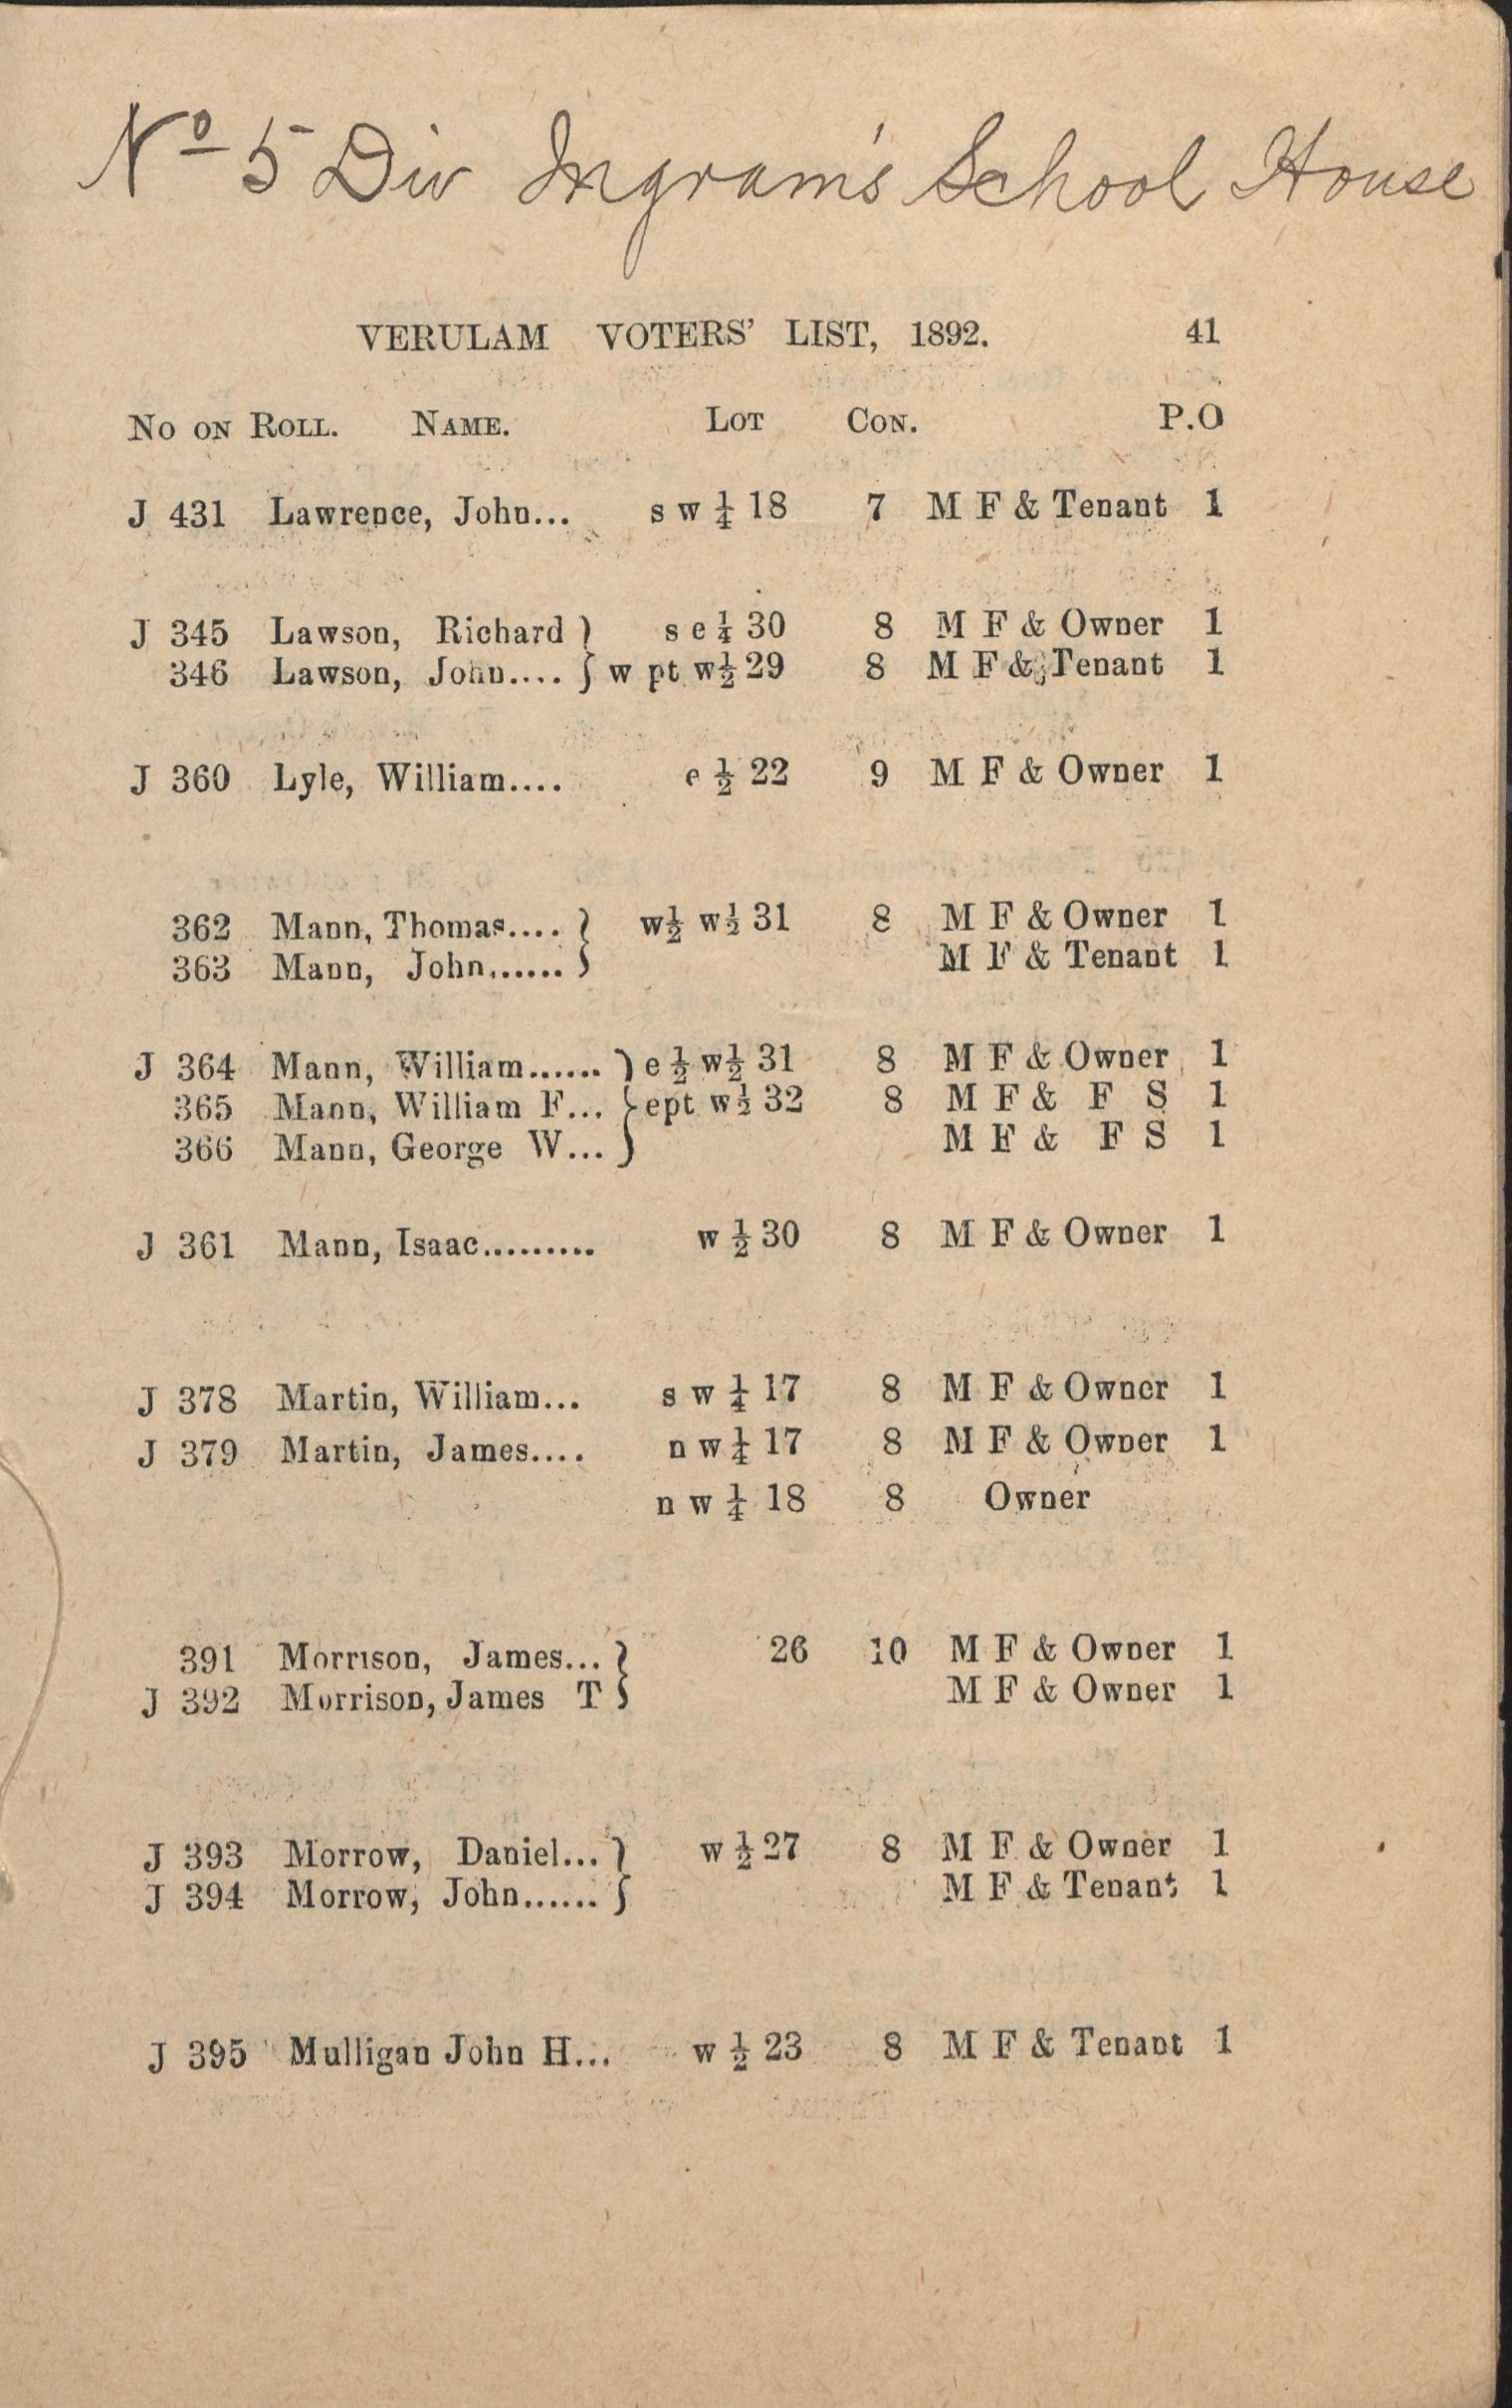 No 5 Div Ingram's School House
VERULAM VOTERS' LIST, 1892. 41
NO ON ROLL. NAME. LOT CON. P.O
J 431 Lawrence, John... s w ¼ 18 7 M F & Tenant 1
J 345 Lawson, Richard } s e ¼ 30 8 M F & Owner 1
346 Lawson, John.... } w pt w ½ 29 8 M F & Tenant 1
J 360 Lyle, William.... e ½ 22 9 M F & Owner 1
362 Mann, Thomas.... } w ½ w ½ 31 8 M F & Owner 1
363 Mann, John....... } M F & Tenant 1
J 364 Mann, William...... } e ½ w ½ 31 8 M F & Owner 1
365 Mann, William F... } e pt w ½ 32 8 M F & F S 1
366 Mann, George W... } M F & F S 1
J 361 Mann, Isaac......... w ½ 30 8 M F & Owner 1
J 378 Martin, William... s w ¼ 17 8 M F & Owner 1
J 379 Martin, James.... n w ¼ 17 8 M F & Owner 1
n w ¼ 18 8 Owner
391 Morrison, James... } 26 10 M F & Owner 1
J 392 Morrison, James T } M F & Owner 1
J 393 Morrow, Daniel... } w ½ 27 8 M F & Owner 1
J 394 Morrow, John...... } M F & Tenant 1
J 395 Mulligan John H... w ½ 23 8 M F & Tenant 1